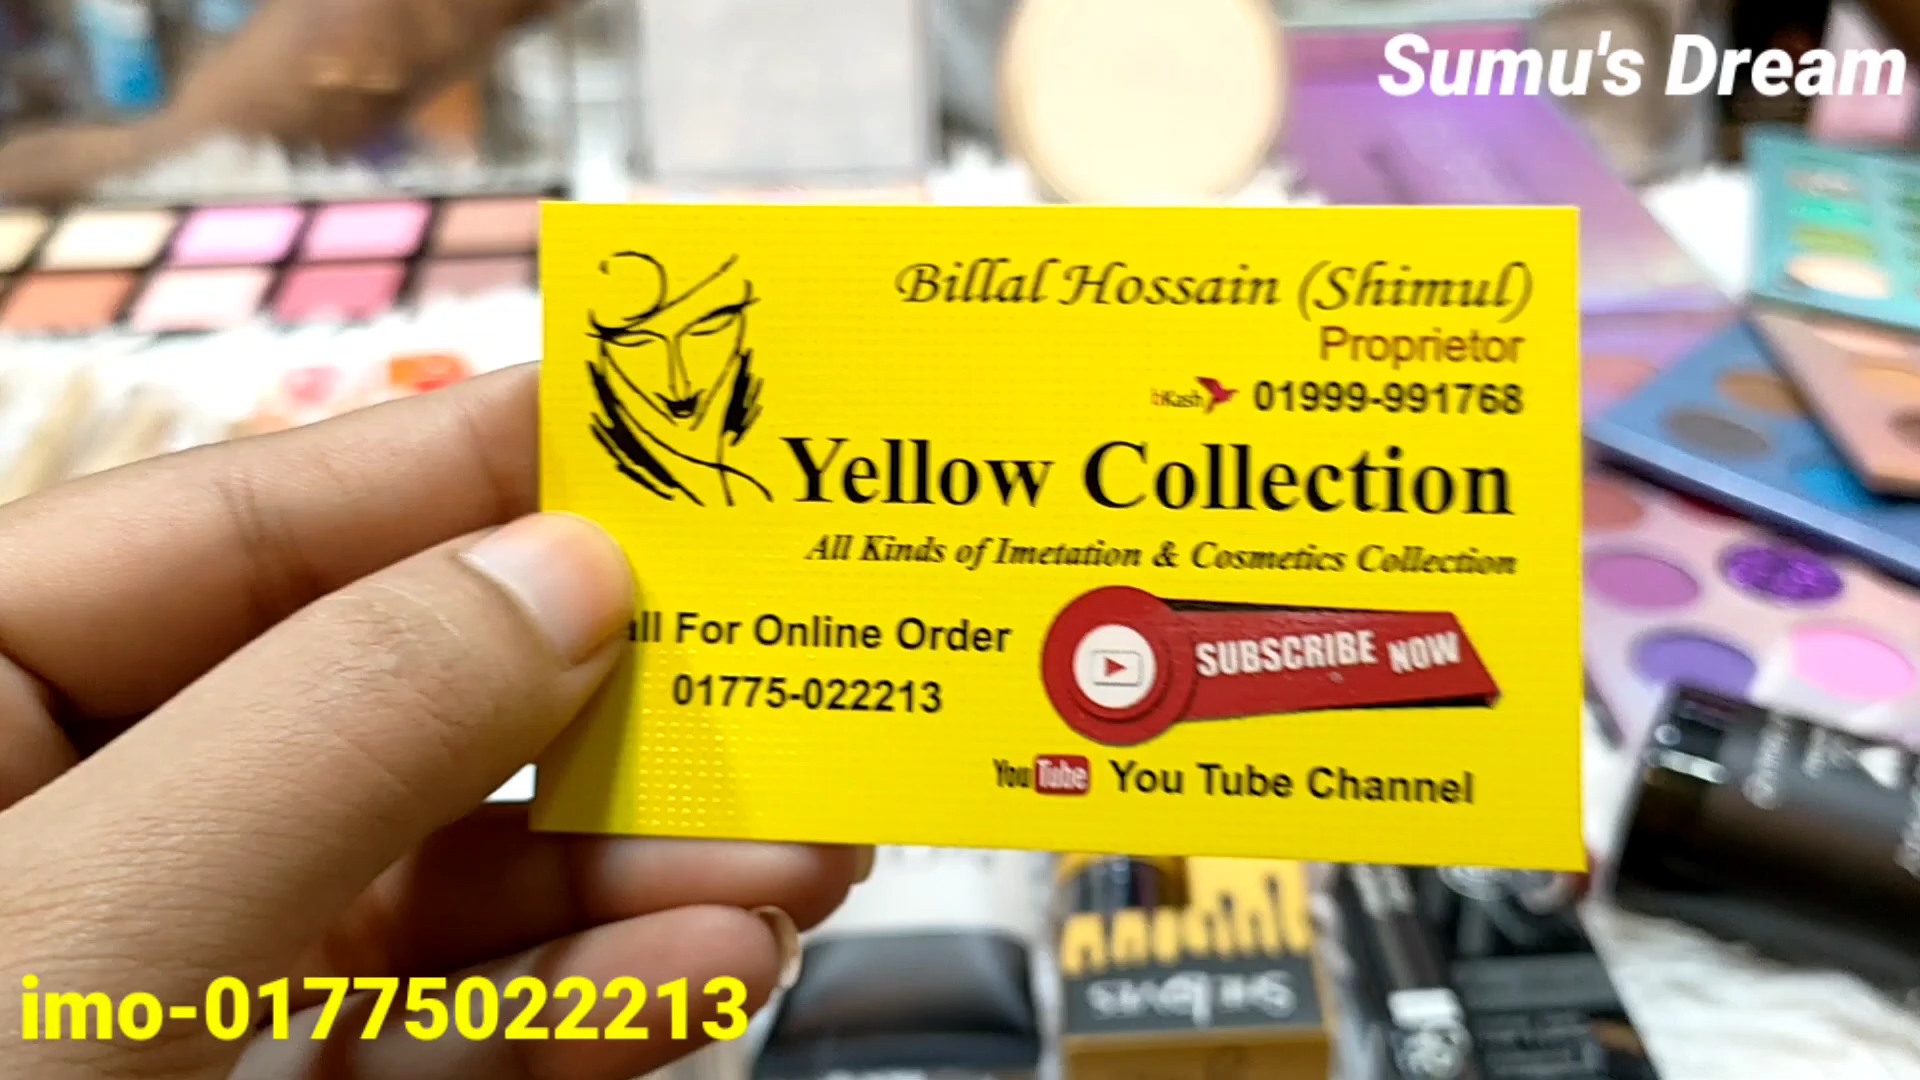 Sumu's Dream
Billal Hossain (Shimul)
Proprietor
bKash 01999-991768
Yellow Collection
All Kinds of Imetation & Cosmetics Collection
all For Online Order
01775-022213
SUBSCRIBE NOW
YouTube You Tube Channel
imo-01775022213